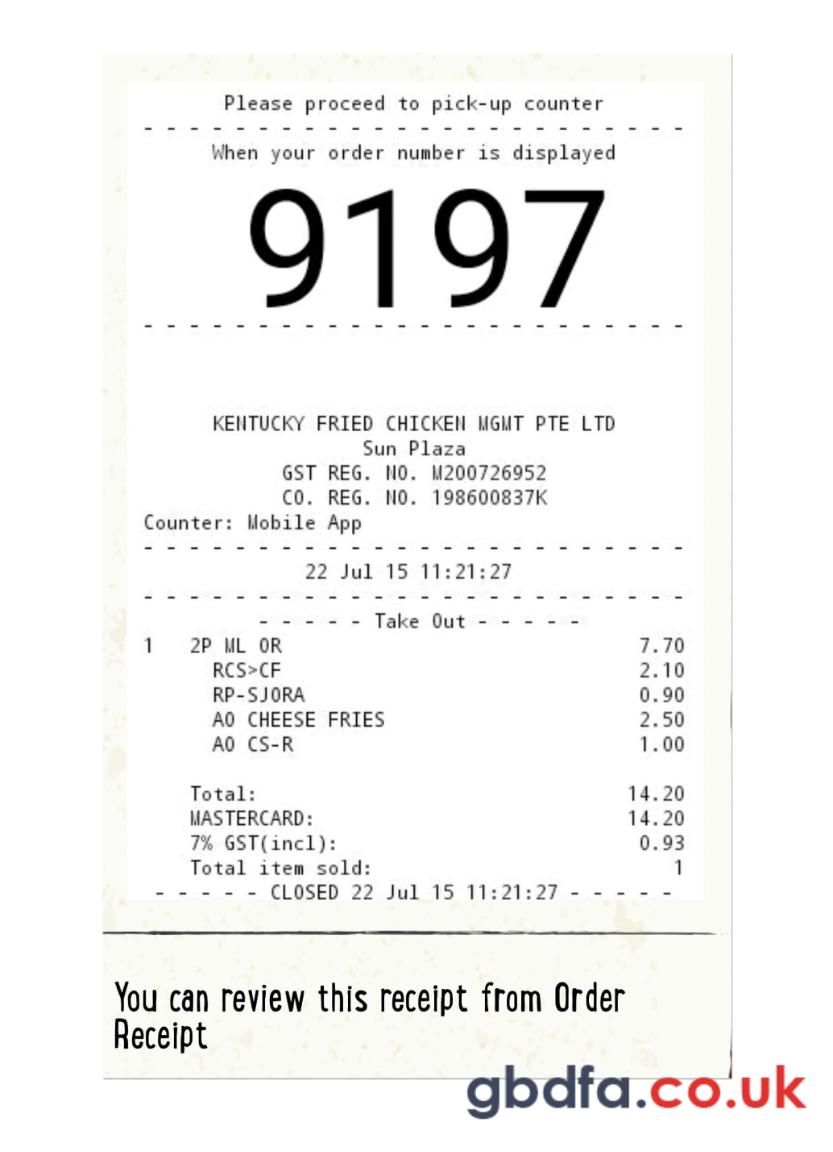 Please proceed to pick-up counter
- - - - - - - - - - - - - - - - - - - - - - - -
When your order number is displayed
9197
- - - - - - - - - - - - - - - - - - - - - - - -
KENTUCKY FRIED CHICKEN MGMT PTE LTD
Sun Plaza
GST REG. NO. M200726952
CO. REG. NO. 198600837K
Counter: Mobile App
- - - - - - - - - - - - - - - - - - - - - - - -
22 Jul 15 11:21:27
- - - - - - - - - - - - - - - - - - - - - - - -
- - - - - Take Out - - - - -
1 2P ML OR 7.70
RCS>CF 2.10
RP-SJORA 0.90
AO CHEESE FRIES 2.50
AO CS-R 1.00
Total: 14.20
MASTERCARD: 14.20
7% GST(incl): 0.93
Total item sold: 1
- - - - - CLOSED 22 Jul 15 11:21:27 - - - - -
You can review this receipt from Order
Receipt
gbdfa.co.uk